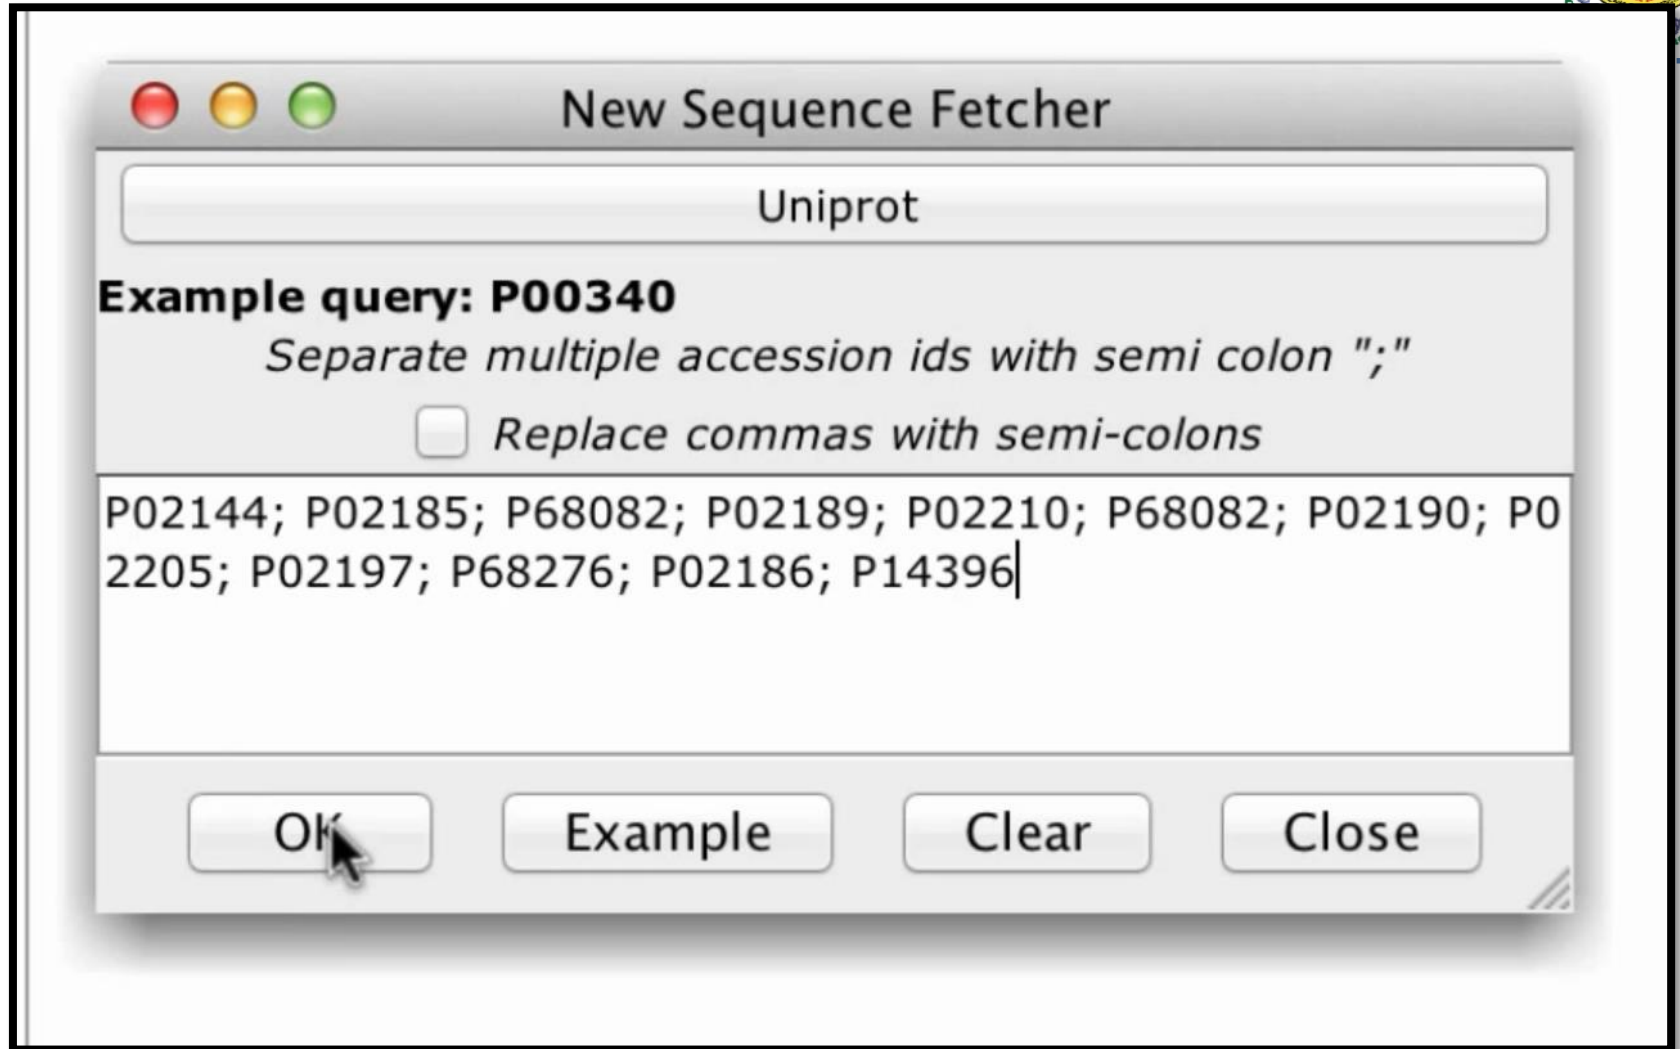 New Sequence Fetcher
Uniprot
Example query: P00340
Separate multiple accession ids with semi colon ";"
Replace commas with semi-colons
P02144; P02185; P68082; P02189; P02210; P68082; P02190; P0
2205; P02197; P68276; P02186; P14396
OK Example Clear Close